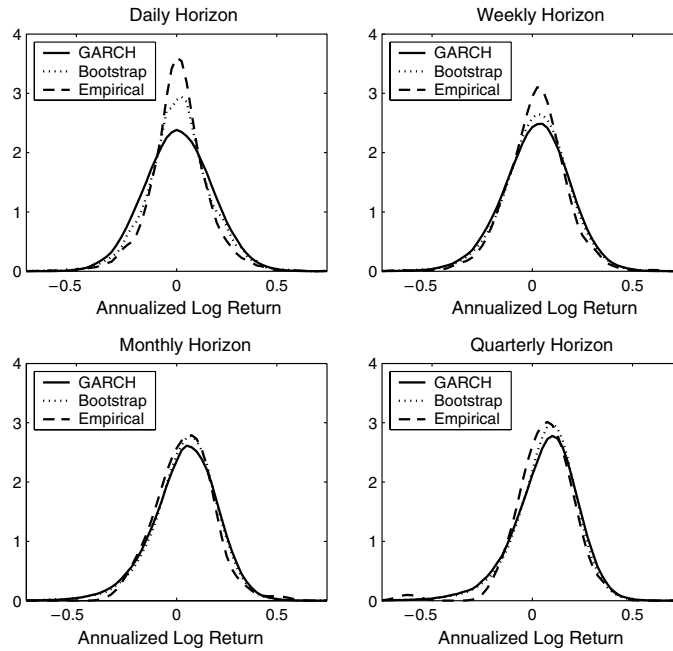 Daily Horizon
4
3
2
1
0
GARCH
Bootstrap
Empirical
−0.5 0 0.5
Annualized Log Return
Weekly Horizon
4
3
2
1
0
GARCH
Bootstrap
Empirical
−0.5 0 0.5
Annualized Log Return
Monthly Horizon
4
3
2
1
0
GARCH
Bootstrap
Empirical
−0.5 0 0.5
Annualized Log Return
Quarterly Horizon
4
3
2
1
0
GARCH
Bootstrap
Empirical
−0.5 0 0.5
Annualized Log Return